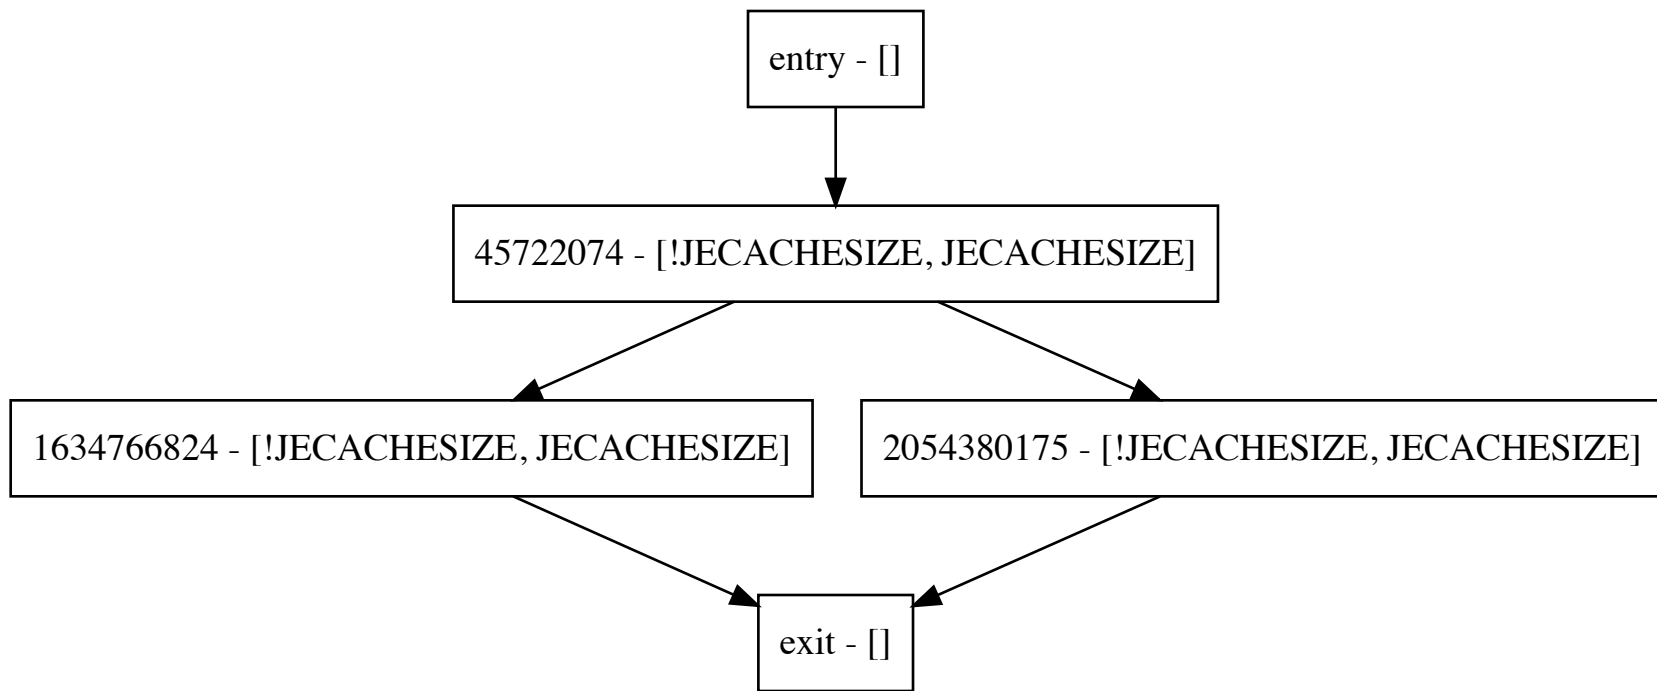 entry - []
45722074 - [!JECACHESIZE, JECACHESIZE]
1634766824 - [!JECACHESIZE, JECACHESIZE]
2054380175 - [!JECACHESIZE, JECACHESIZE]
exit - []